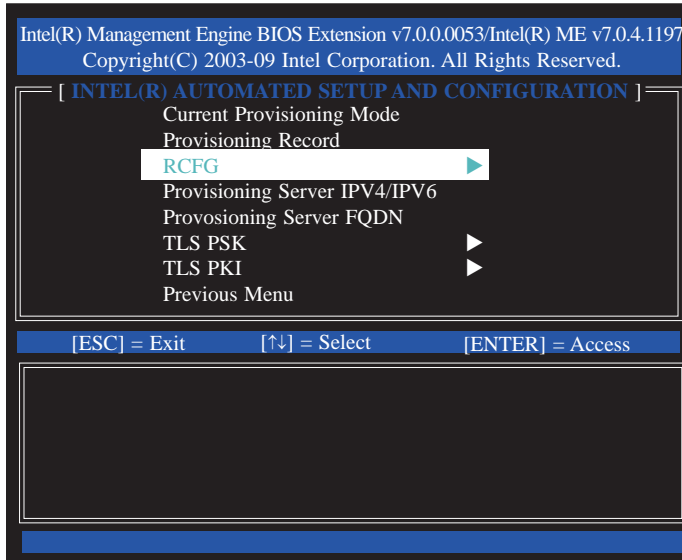 Intel(R) Management Engine BIOS Extension v7.0.0.0053/Intel(R) ME v7.0.4.1197
Copyright(C) 2003-09 Intel Corporation. All Rights Reserved.
[ INTEL(R) AUTOMATED SETUP AND CONFIGURATION ]
Current Provisioning Mode
Provisioning Record
RCFG ▶
Provisioning Server IPV4/IPV6
Provosioning Server FQDN
TLS PSK ▶
TLS PKI ▶
Previous Menu
[ESC] = Exit [↑↓] = Select [ENTER] = Access